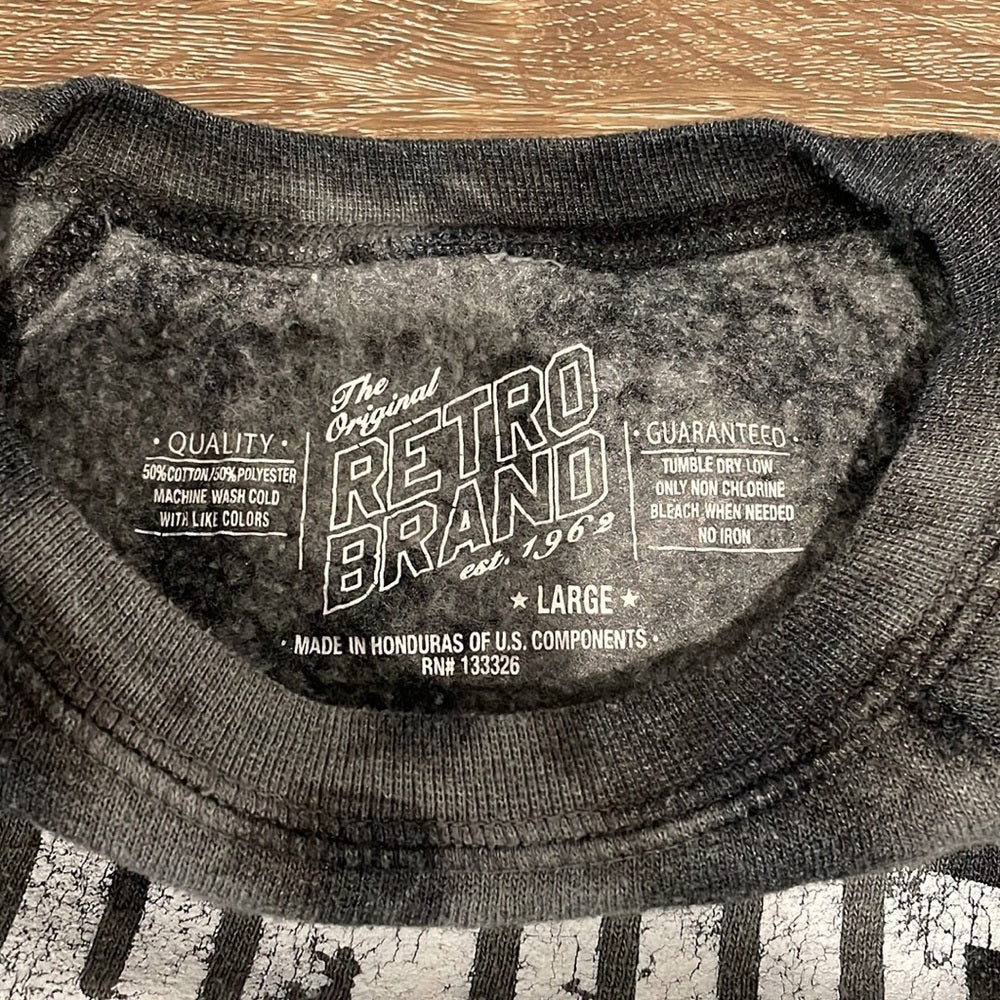 The
Original
RETRO
BRAND
est. 1962
• QUALITY •
50% COTTON/50% POLYESTER
MACHINE WASH COLD
WITH LIKE COLORS
• GUARANTEED •
TUMBLE DRY LOW
ONLY NON CHLORINE
BLEACH WHEN NEEDED
NO IRON
★ LARGE ★
• MADE IN HONDURAS OF U.S. COMPONENTS •
RN# 133326